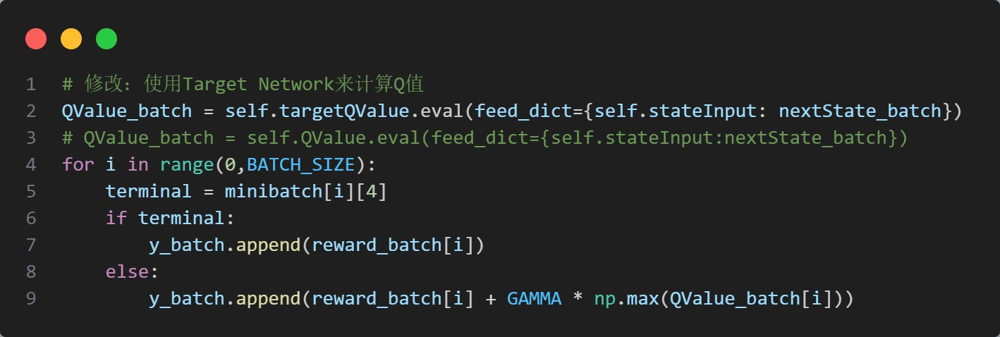 1 # 修改：使用Target Network来计算Q值
2 QValue_batch = self.targetQValue.eval(feed_dict={self.stateInput: nextState_batch})
3 # QValue_batch = self.QValue.eval(feed_dict={self.stateInput:nextState_batch})
4 for i in range(0,BATCH_SIZE):
5     terminal = minibatch[i][4]
6     if terminal:
7         y_batch.append(reward_batch[i])
8     else:
9         y_batch.append(reward_batch[i] + GAMMA * np.max(QValue_batch[i]))